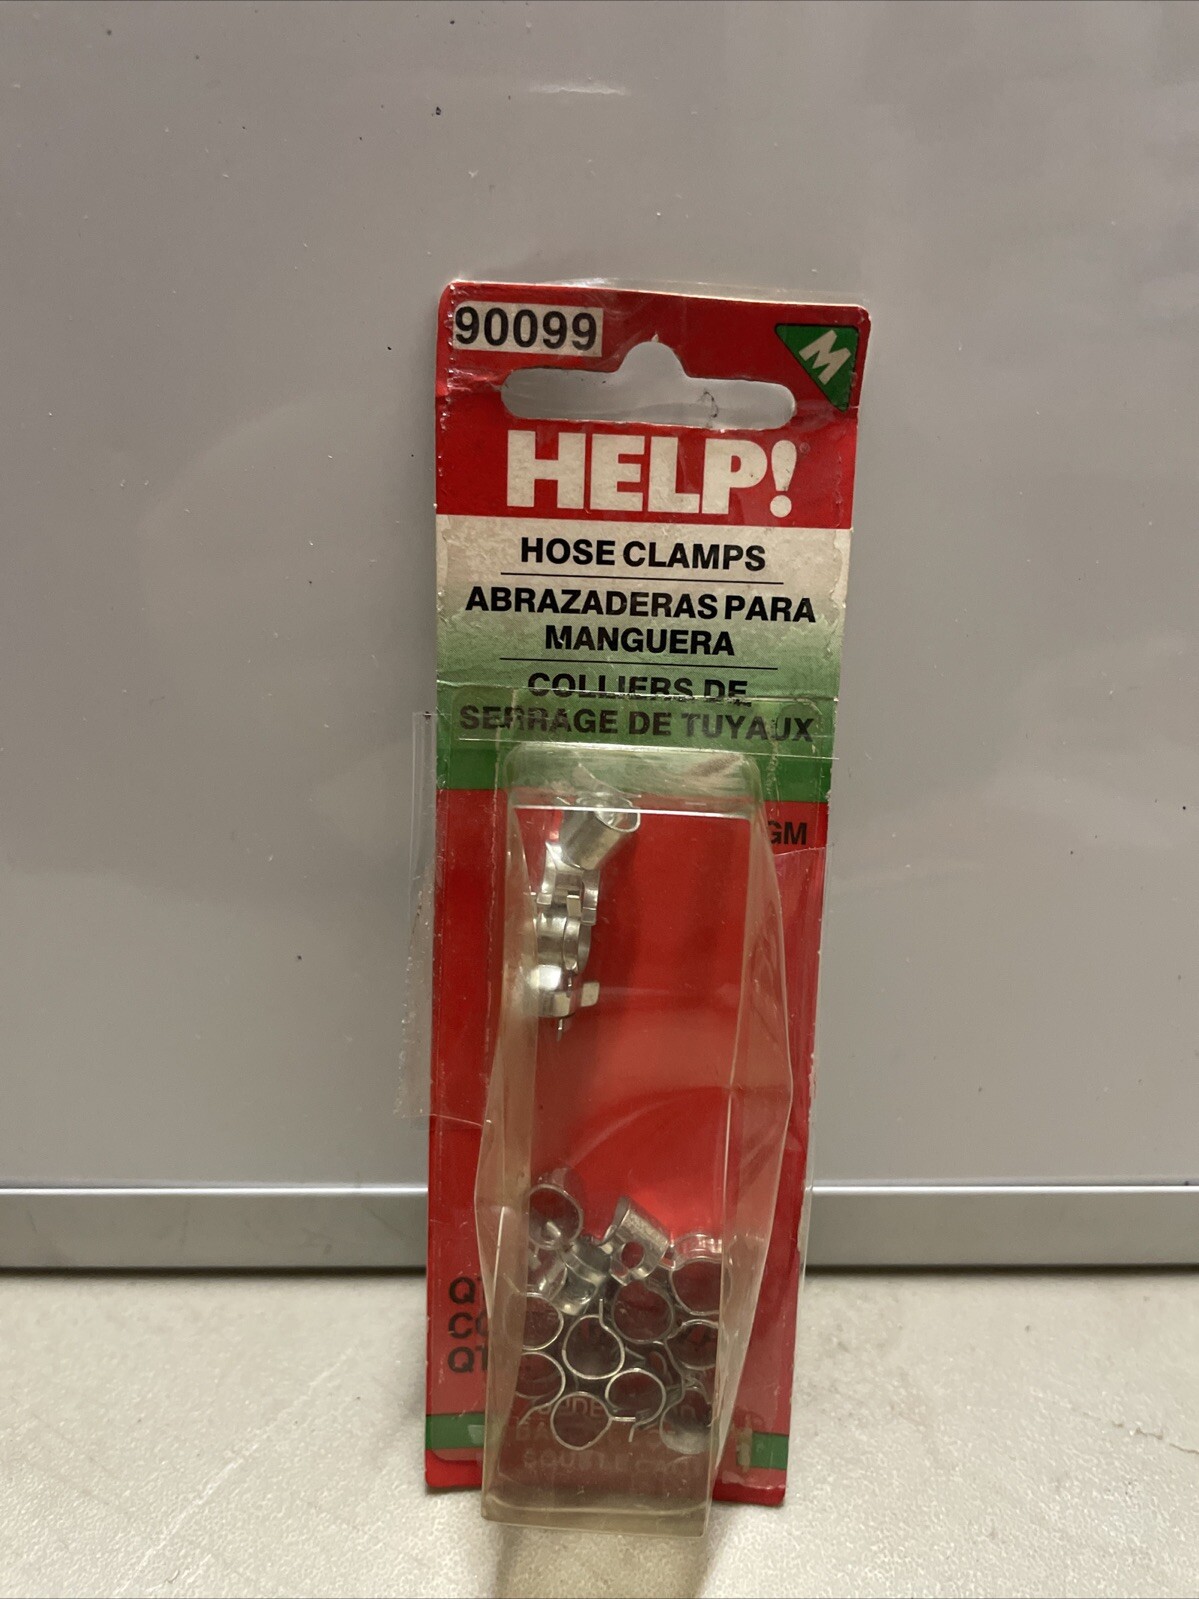 90099
M
HELP!
HOSE CLAMPS
ABRAZADERAS PARA
MANGUERA
COLLIERS DE
SERRAGE DE TUYAUX
GM